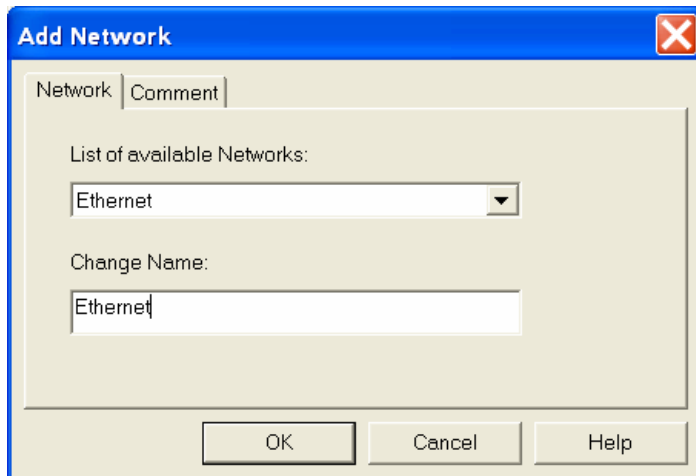 Add Network
Network Comment
List of available Networks:
Ethernet
Change Name:
Ethernet
OK Cancel Help